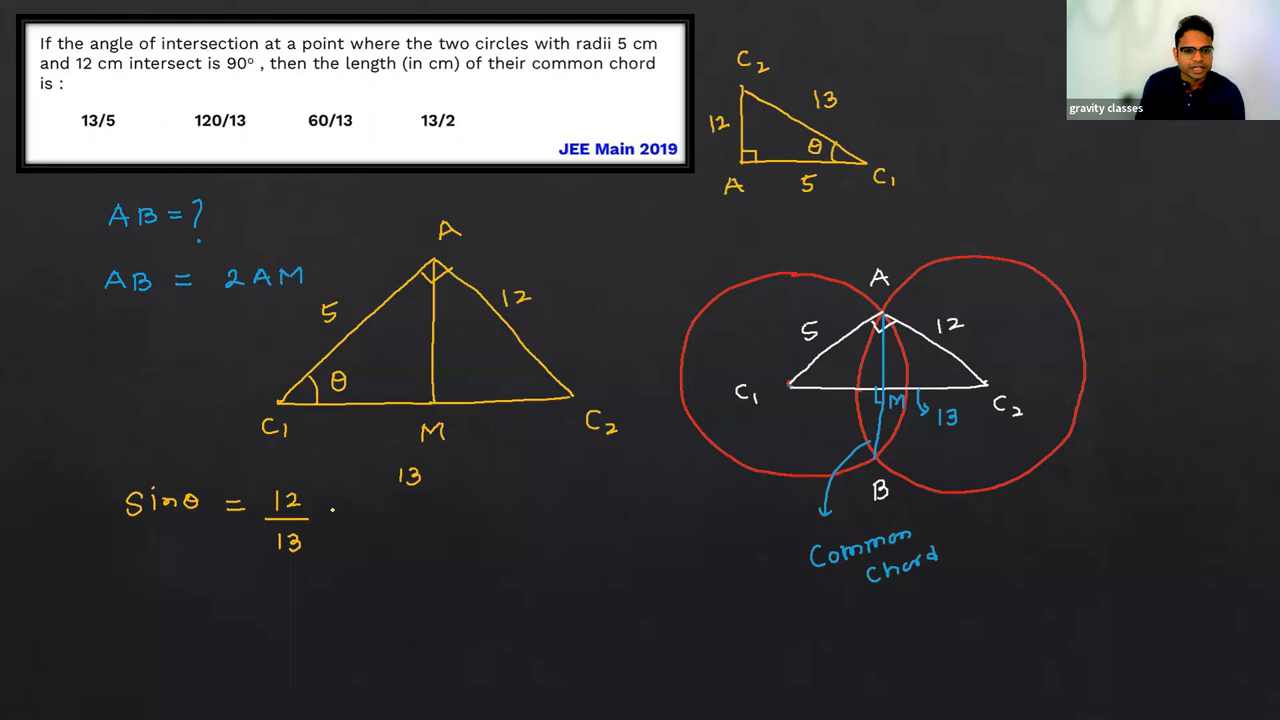 If the angle of intersection at a point where the two circles with radii 5 cm
and 12 cm intersect is 90° , then the length (in cm) of their common chord
is :
13/5 120/13 60/13 13/2
JEE Main 2019
gravity classes
C2
12 13
θ
A 5 C1
AB = ?
AB = 2AM
A
5 12
θ
C1 M C2
13
Sinθ = 12/13 .
A
5 12
C1 M C2
13
B
Common
Chord